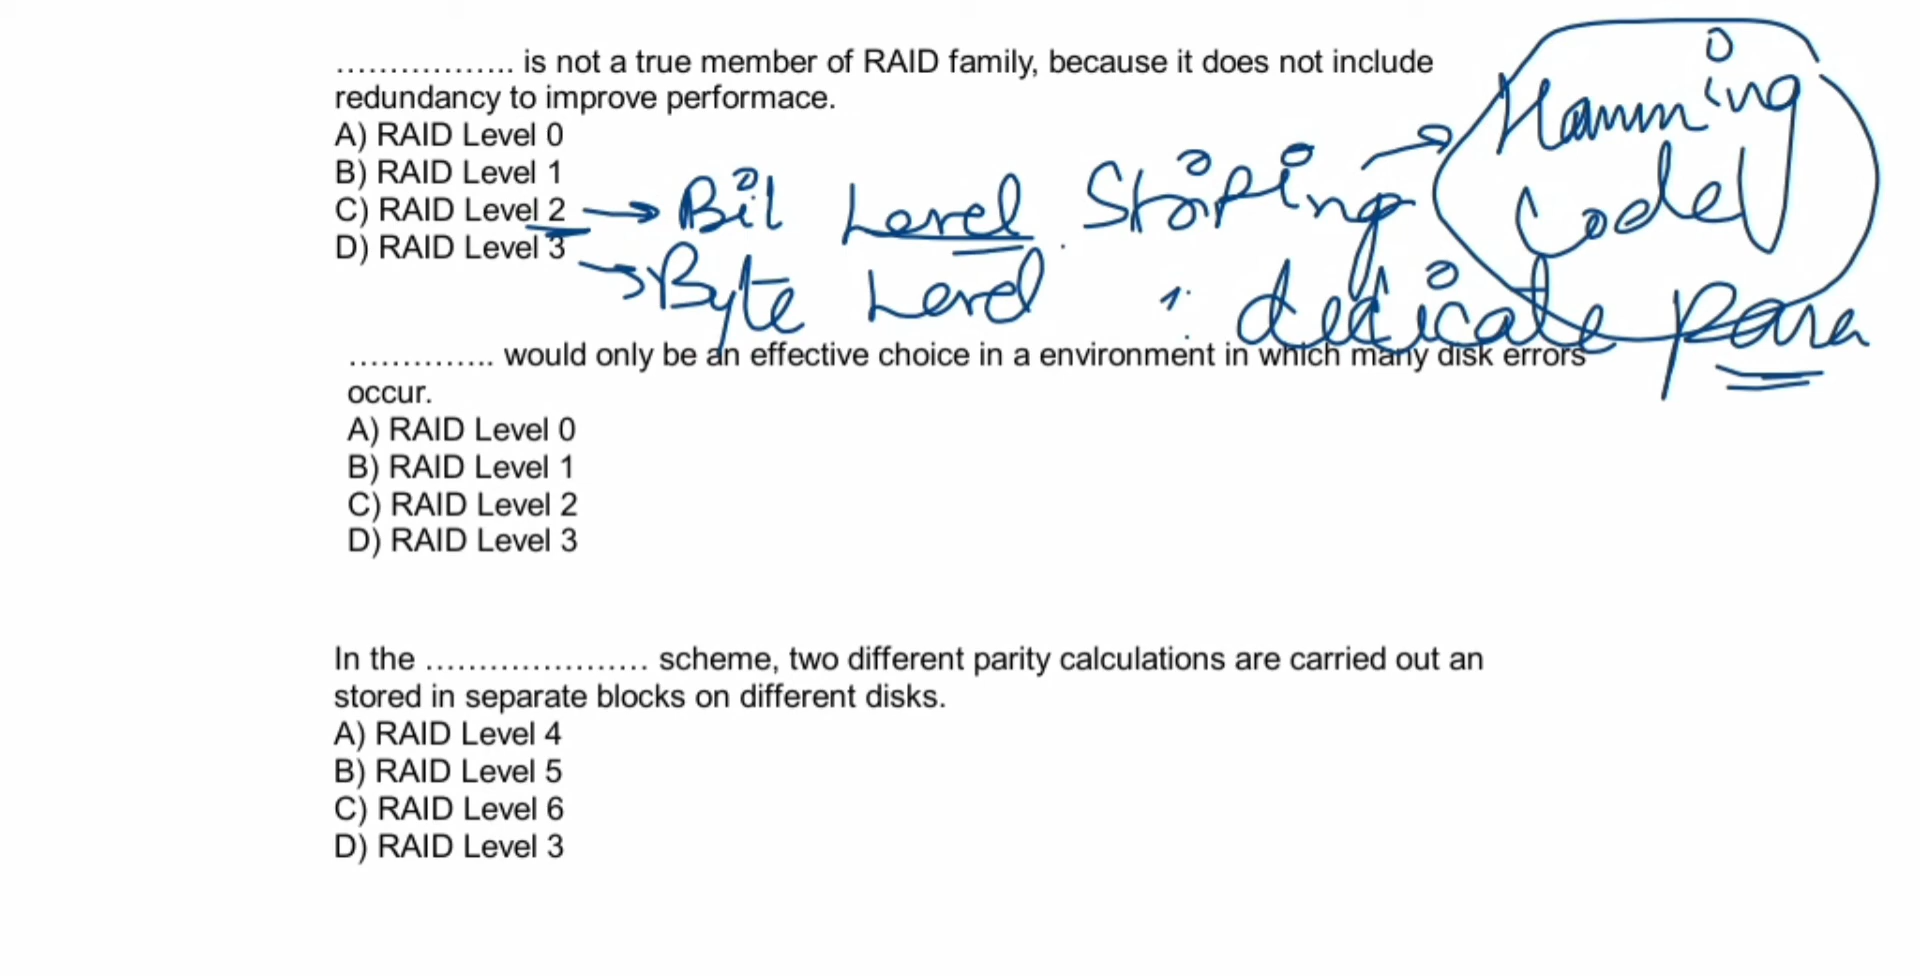 ................. is not a true member of RAID family, because it does not include
redundancy to improve performace.
A) RAID Level 0
B) RAID Level 1
C) RAID Level 2 → Bit Level Striping → Hamming Code
D) RAID Level 3 → Byte Level dedicate
.............. would only be an effective choice in a environment in which many disk errors
occur.
A) RAID Level 0
B) RAID Level 1
C) RAID Level 2
D) RAID Level 3
In the ..................... scheme, two different parity calculations are carried out an
stored in separate blocks on different disks.
A) RAID Level 4
B) RAID Level 5
C) RAID Level 6
D) RAID Level 3